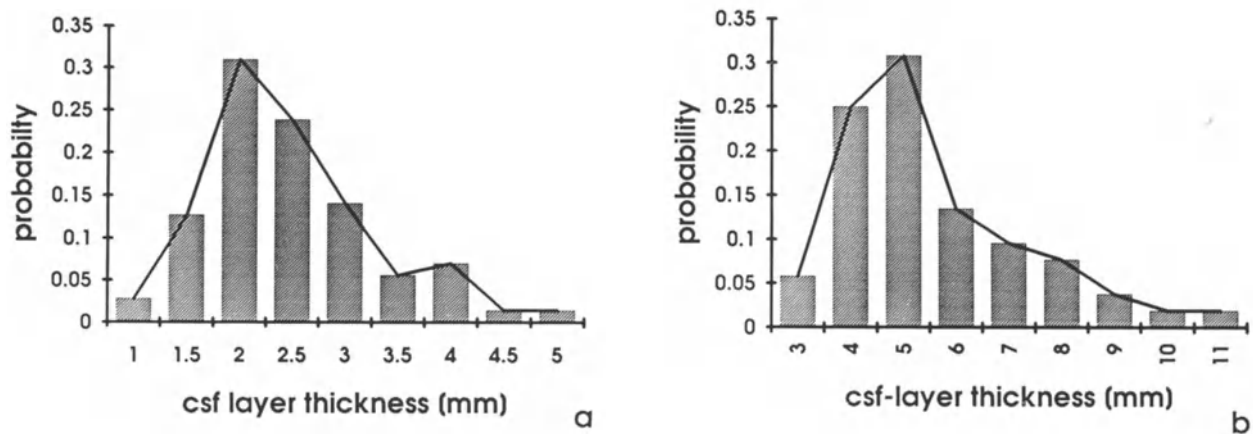 0.35
0.3
0.25
0.2
0.15
0.1
0.05
0
probabilty
1 1.5 2 2.5 3 3.5 4 4.5 5
csf layer thickness (mm)
a
0.35
0.3
0.25
0.2
0.15
0.1
0.05
0
probability
3 4 5 6 7 8 9 10 11
csf-layer thickness (mm)
b